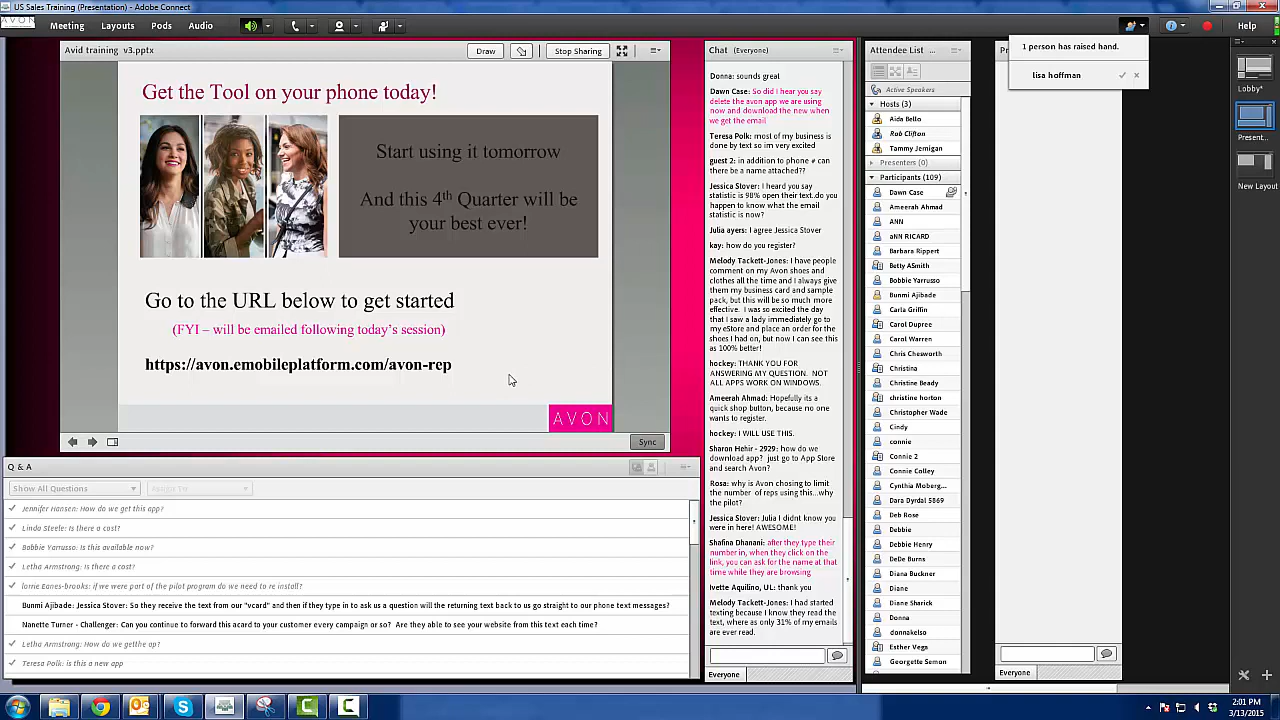 US Sales Training (Presentation) - Adobe Connect
AVON
Meeting
Layouts
Pods
Audio
Help
Avid training v3.pptx
Draw
Stop Sharing
Get the Tool on your phone today!
Start using it tomorrow
And this 4th Quarter will be
your best ever!
Go to the URL below to get started
(FYI – will be emailed following today's session)
https://avon.emobileplatform.com/avon-rep
AVON
Sync
Q & A
Show All Questions
Assign To
Jennifer Hansen: How do we get this app?
Linda Steele: Is there a cost?
Babbie Yarrusso: Is this available now?
Letha Armstrong: Is there a cost?
lorrie Eanes-brooks: if we were part of the pilot program do we need to re install?
Bunmi Ajibade: Jessica Stover: So they receive the text from our "vcard" and then if they type in to ask us a question will the returning text back to us go straight to our phone text messages?
Nanette Turner - Challenger: Can you continue to forward this acard to your customer every campaign or so? Are they able to see your website from this text each time?
Letha Armstrong: How do we getthe ap?
Teresa Polk: is this a new app
Chat (Everyone)
Donna: sounds great
Dawn Case: So did I hear you say
delete the avon app we are using
now and download the new when
we get the email
Teresa Polk: most of my business is
done by text so im very excited
guest 2: in addition to phone # can
there be a name attached??
Jessica Stover: I heard you say
statistic is 98% open their text..do you
happen to know what the email
statistic is now?
Julia ayers: I agree Jessica Stover
kay: how do you register?
Melody Tackett-Jones: I have people
comment on my Avon shoes and
clothes all the time and I always give
them my business card and sample
pack, but this will be so much more
effective. I was so excited the day
that I saw a lady immediately go to
my eStore and place an order for the
shoes I had on, but now I can see this
as 100% better!
hockey: THANK YOU FOR
ANSWERING MY QUESTION. NOT
ALL APPS WORK ON WINDOWS.
Ameerah Ahmad: Hopefully its a
quick shop button, because no one
wants to register.
hockey: I WILL USE THIS.
Sharon Hehir - 2929: how do we
download app? just go to App Store
and search Avon?
Rosa: why is Avon chosing to limit
the number of reps using this...why
the pilot?
Jessica Stover: Julia I didnt know you
were in here! AWESOME!
Shafina Dhanani: after they type their
number in, when they click on the
link, you can ask for the name at that
time while they are browsing
Ivette Aquilino, UL: thank you
Melody Tackett-Jones: I had started
texting because I know they read the
text, where as only 31% of my emails
are ever read.
Everyone
Attendee List ...
Active Speakers
Hosts (3)
Aida Bello
Rob Clifton
Tammy Jernigan
Presenters (0)
Participants (109)
Dawn Case
Ameerah Ahmad
ANN
aNN RICARD
Barbara Rippert
Betty ASmith
Bobbie Yarrusso
Bunmi Ajibade
Carla Griffin
Carol Dupree
Carol Warren
Chris Chesworth
Christina
Christine Beady
christine horton
Christopher Wade
Cindy
connie
Connie 2
Connie Colley
Cynthia Moberg...
Dara Dyrdal 5869
Deb Rose
Debbie
Debbie Henry
DeDe Burns
Diana Buckner
Diane
Diane Sharick
Donna
donnakelso
Esther Vega
Georgette Semon
1 person has raised hand.
lisa hoffman
Everyone
Lobby*
Present...
New Layout
2:01 PM
3/13/2015